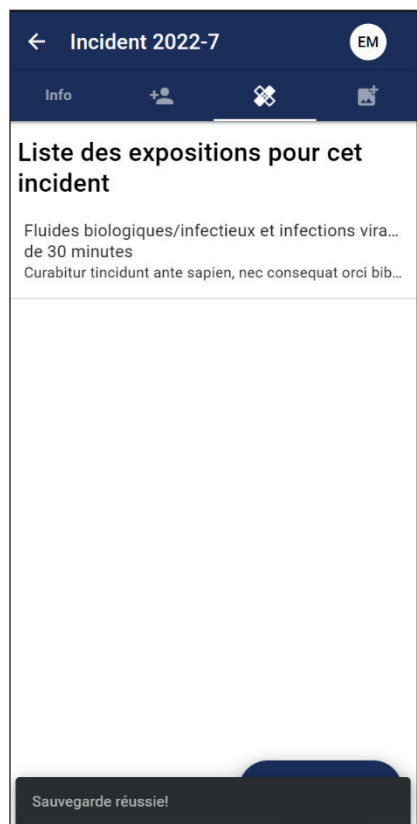 Incident 2022-7
EM
Info
Liste des expositions pour cet
incident
Fluides biologiques/infectieux et infections vira...
de 30 minutes
Curabitur tincidunt ante sapien, nec consequat orci bib...
Sauvegarde réussie!